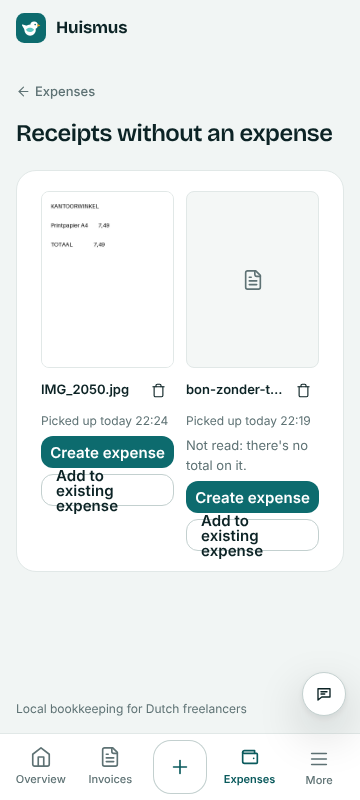 Huismus
← Expenses
Receipts without an expense
KANTOORWINKEL
Printpapier A4 7,49
TOTAAL 7,49
IMG_2050.jpg
Picked up today 22:24
Create expense
Add to
existing
expense
bon-zonder-t...
Picked up today 22:19
Not read: there's no
total on it.
Create expense
Add to
existing
expense
Local bookkeeping for Dutch freelancers
Overview
Invoices
Expenses
More